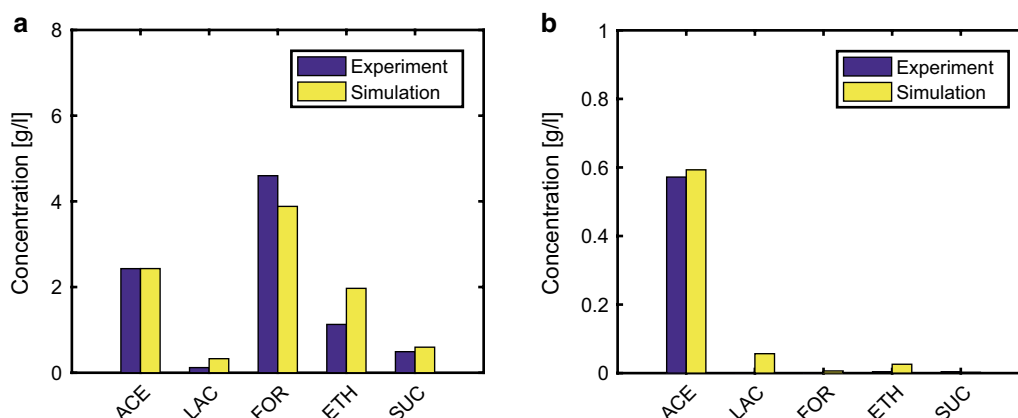 a
8
6
4
2
0
Concentration [g/l]
Experiment
Simulation
ACE
LAC
FOR
ETH
SUC
b
1
0.8
0.6
0.4
0.2
0
Concentration [g/l]
Experiment
Simulation
ACE
LAC
FOR
ETH
SUC